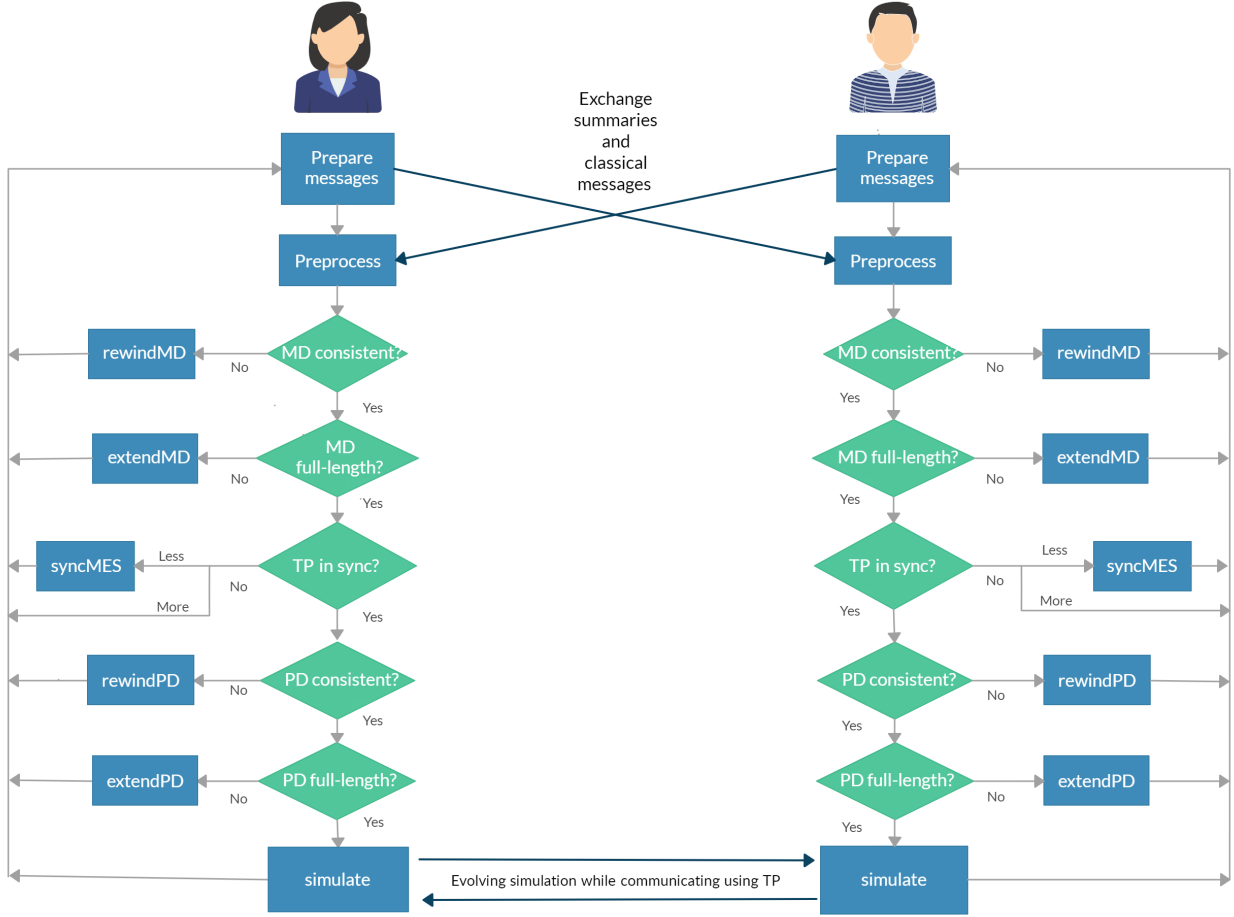 Exchange
summaries
and
classical
messages
Prepare
messages
Prepare
messages
Preprocess
Preprocess
MD consistent?
rewindMD
No
Yes
MD consistent?
rewindMD
No
Yes
MD
full-length?
extendMD
No
Yes
MD full-length?
extendMD
No
Yes
TP in sync?
syncMES
Less
No
More
Yes
TP in sync?
Less
syncMES
No
More
Yes
PD consistent?
rewindPD
No
Yes
PD consistent?
rewindPD
No
Yes
PD full-length?
extendPD
No
Yes
PD full-length?
extendPD
No
Yes
simulate
Evolving simulation while communicating using TP
simulate